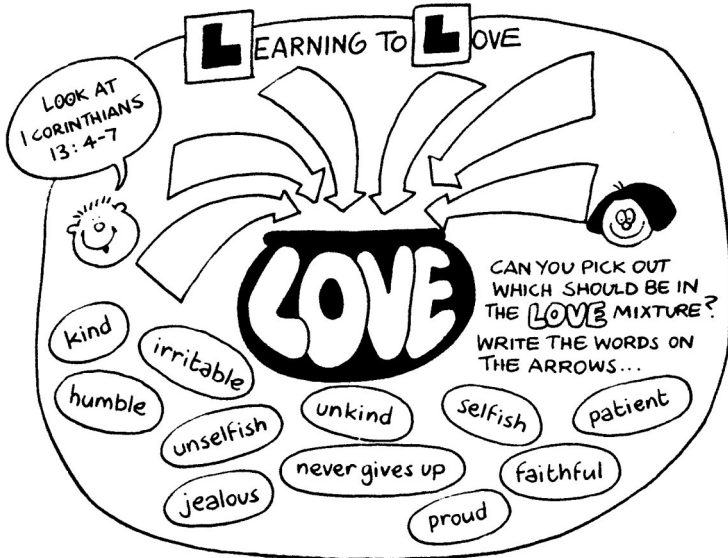 LEARNING TO LOVE
LOOK AT
1 CORINTHIANS
13:4-7
LOVE
CAN YOU PICK OUT
WHICH SHOULD BE IN
THE LOVE MIXTURE?
WRITE THE WORDS ON
THE ARROWS...
kind
irritable
humble
unselfish
unkind
selfish
patient
never gives up
faithful
jealous
proud